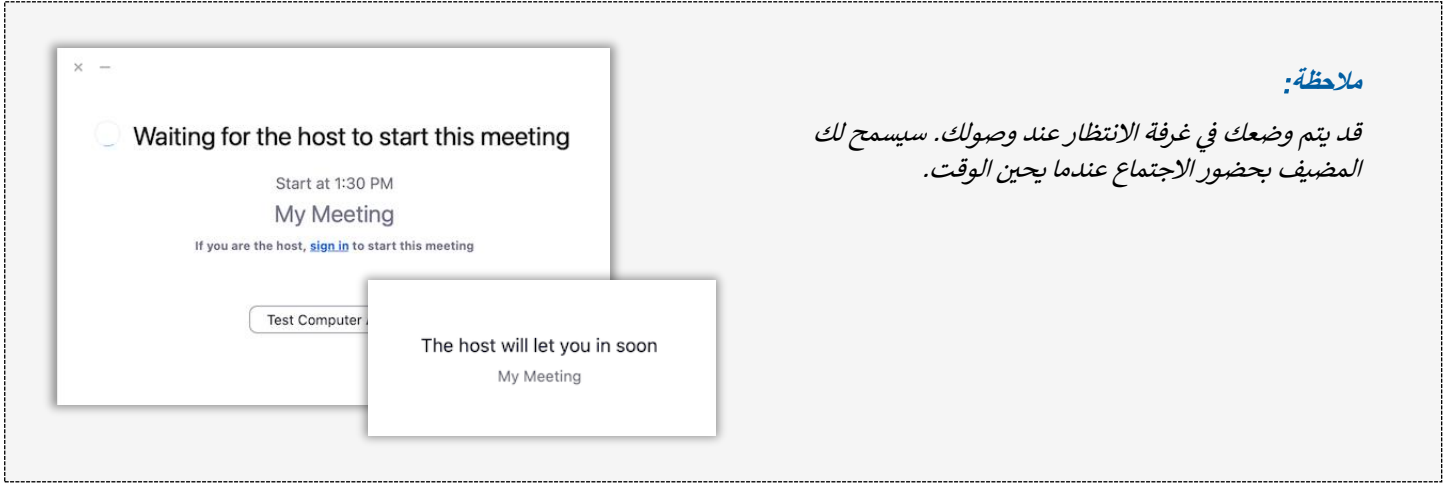 ملاحظة:
قد يتم وضعك في غرفة الانتظار عند وصولك. سيسمح لك
المضيف بحضور الاجتماع عندما يحين الوقت.
Waiting for the host to start this meeting
Start at 1:30 PM
My Meeting
If you are the host, sign in to start this meeting
Test Computer
The host will let you in soon
My Meeting